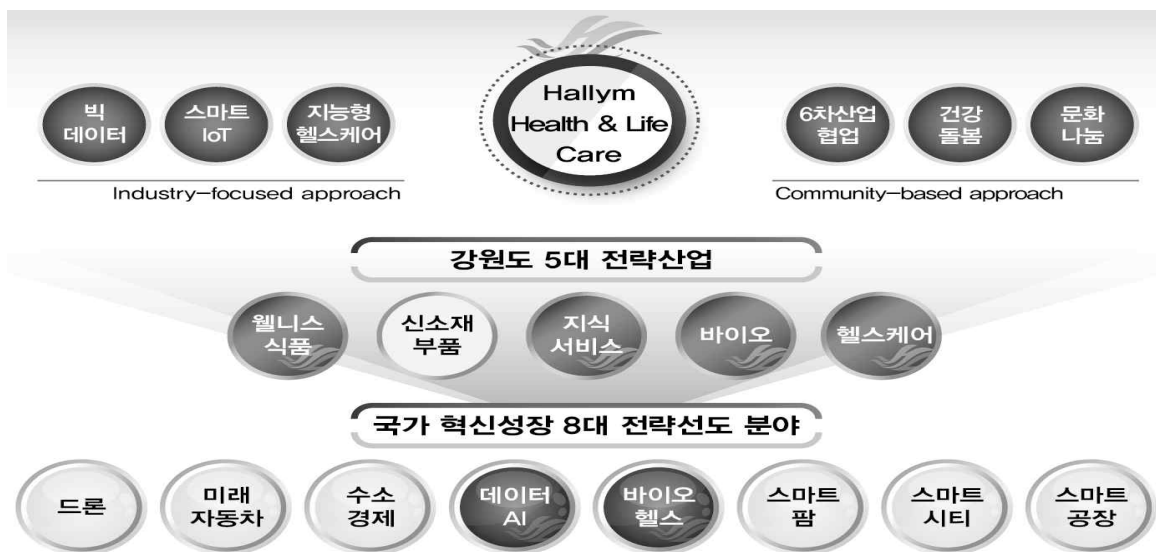 Hallym
Health & Life
Care
빅
데이터
스마트
IoT
지능형
헬스케어
Industry-focused approach
6차산업
협업
건강
돌봄
문화
나눔
Community-based approach
강원도 5대 전략산업
웰니스
식품
신소재
부품
지식
서비스
바이오
헬스케어
국가 혁신성장 8대 전략선도 분야
드론
미래
자동차
수소
경제
데이터
AI
바이오
헬스
스마트
팜
스마트
시티
스마트
공장